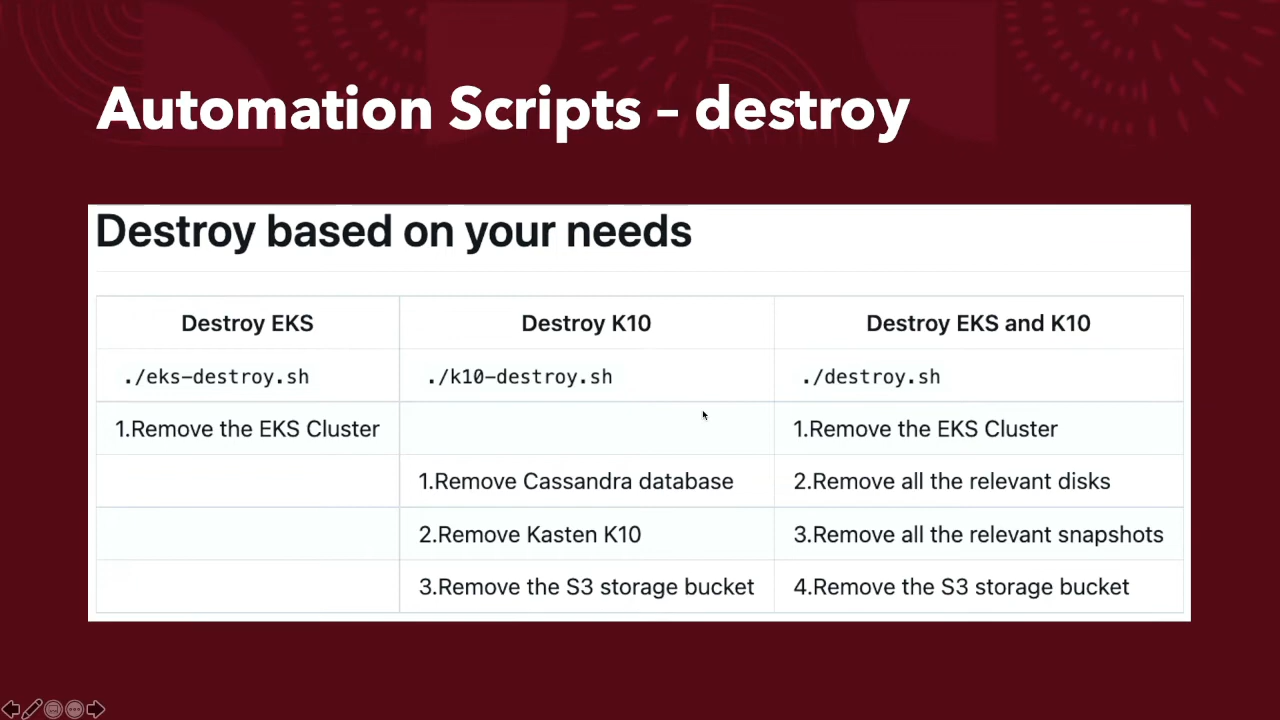 Automation Scripts – destroy
Destroy based on your needs
Destroy EKS Destroy K10 Destroy EKS and K10
./eks-destroy.sh ./k10-destroy.sh ./destroy.sh
1.Remove the EKS Cluster 1.Remove the EKS Cluster
1.Remove Cassandra database 2.Remove all the relevant disks
2.Remove Kasten K10 3.Remove all the relevant snapshots
3.Remove the S3 storage bucket 4.Remove the S3 storage bucket